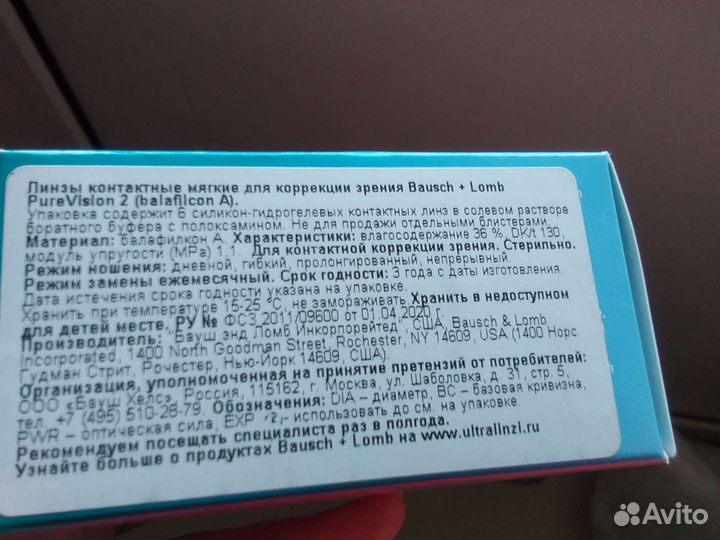 Линзы контактные мягкие для коррекции зрения Bausch + Lomb
PureVision 2 (balafilcon A).
Упаковка содержит 6 силикон-гидрогелевых контактных линз в солевом растворе
боратного буфера с полоксамином. Не для продажи отдельными блистерами.
Материал: балафилкон А. Характеристики: влагосодержание 36 %, DK/t 130,
модуль упругости (MPa) 1.1. Для контактной коррекции зрения. Стерильно.
Режим ношения: дневной, гибкий, пролонгированный, непрерывный.
Режим замены ежемесячный. Срок годности: 3 года с даты изготовления.
Дата истечения срока годности указана на упаковке.
Хранить при температуре 15-25 °C, не замораживать. Хранить в недоступном
для детей месте. РУ № ФСЗ 2011/09600 от 01.04.2020 г.
Производитель: "Бауш энд Ломб Инкорпорейтед", США, Bausch & Lomb
Incorporated, 1400 North Goodman Street, Rochester, NY 14609, USA (1400 Норс
Гудман Стрит, Рочестер, Нью-Йорк 14609, США).
Организация, уполномоченная на принятие претензий от потребителей:
ООО «Бауш Хелс», Россия, 115162, г. Москва, ул. Шаболовка, д. 31, стр. 5,
тел. +7 (495) 510-28-79. Обозначения: DIA – диаметр, BC – базовая кривизна,
PWR – оптическая сила, EXP использовать до см. на упаковке.
Рекомендуем посещать специалиста раз в полгода.
Узнайте больше о продуктах Bausch + Lomb на www.ultralinzi.ru
Avito